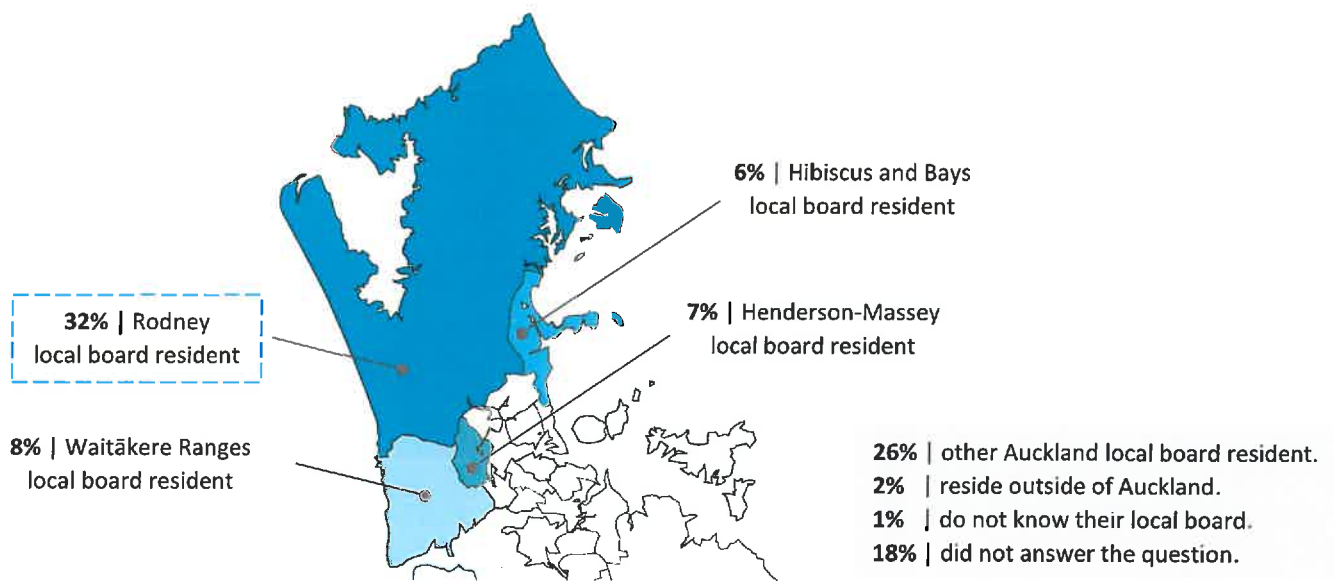 6% | Hibiscus and Bays
local board resident
7% | Henderson-Massey
local board resident
32% | Rodney
local board resident
8% | Waitākere Ranges
local board resident
26% | other Auckland local board resident.
2% | reside outside of Auckland.
1% | do not know their local board.
18% | did not answer the question.